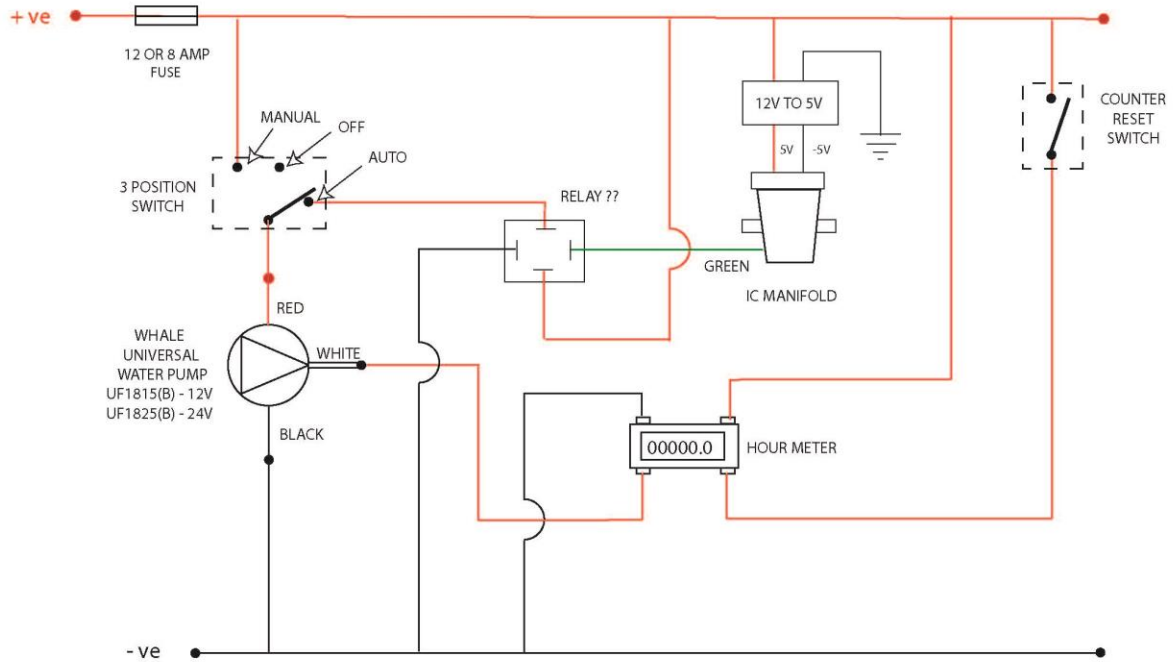 + ve
12 OR 8 AMP
FUSE
MANUAL
OFF
AUTO
3 POSITION
SWITCH
12V TO 5V
5V
-5V
COUNTER
RESET
SWITCH
RELAY ??
GREEN
IC MANIFOLD
RED
WHALE
UNIVERSAL
WATER PUMP
UF1815(B) - 12V
UF1825(B) - 24V
WHITE
BLACK
00000.0
HOUR METER
- ve